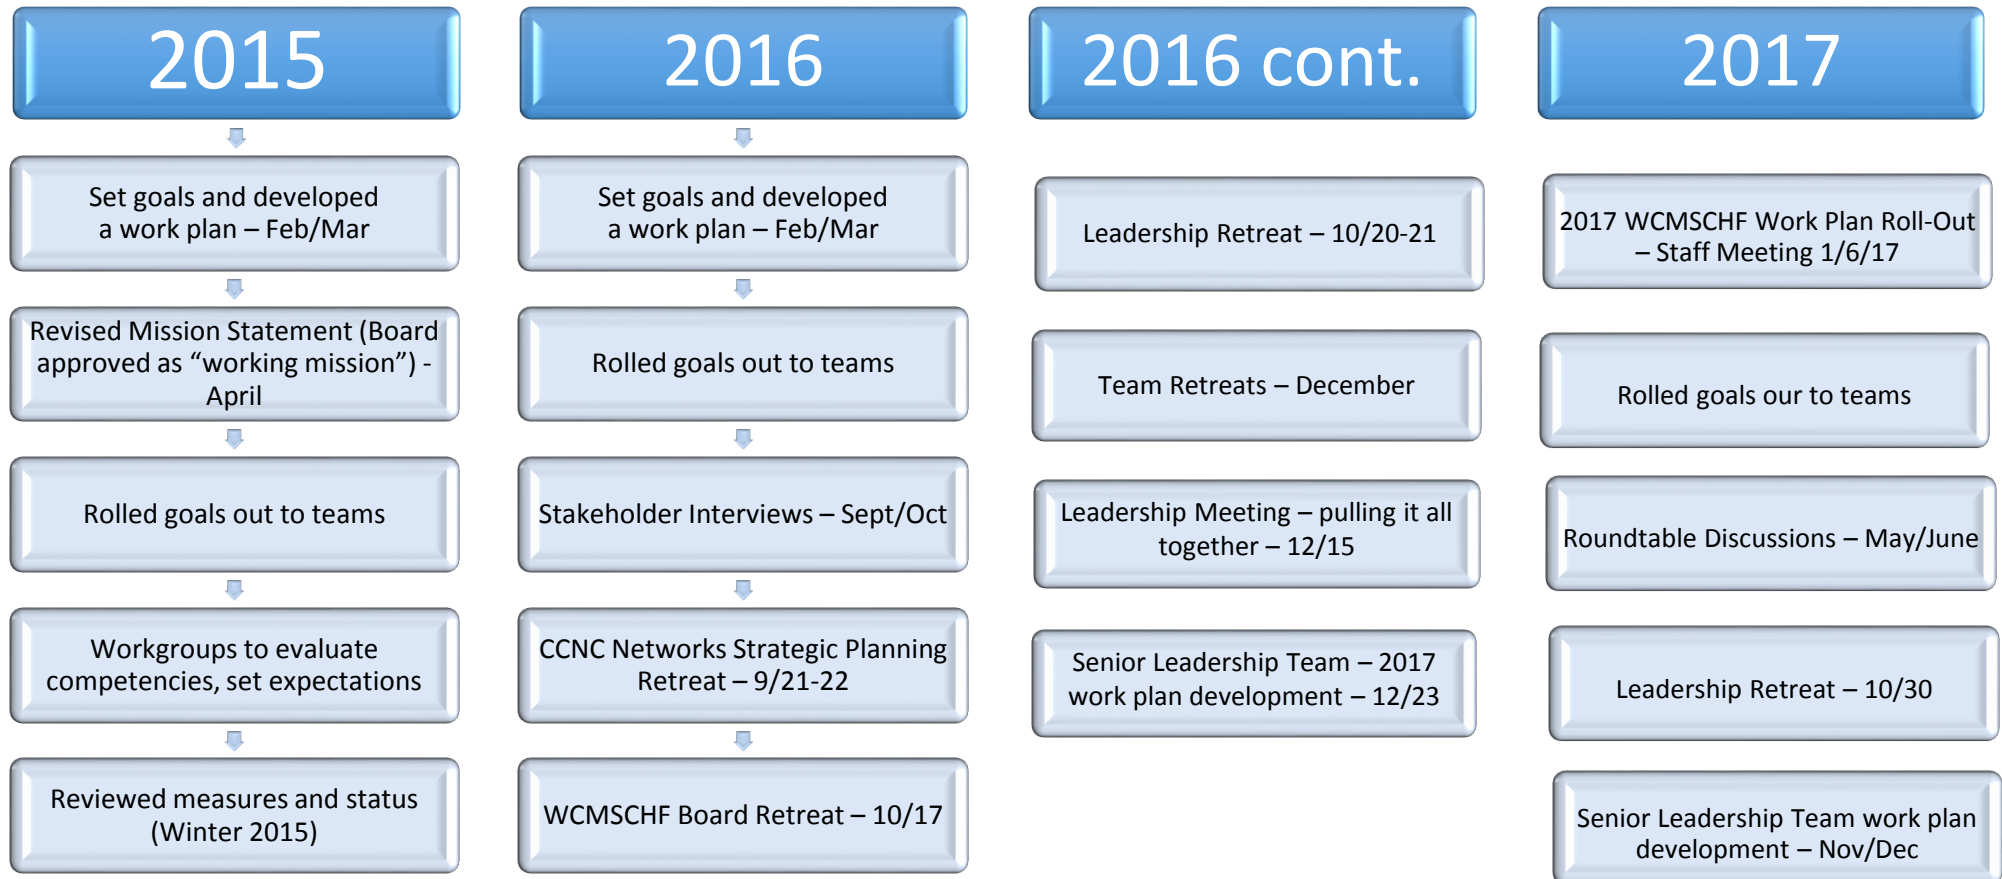 2015
Set goals and developed
a work plan – Feb/Mar
Revised Mission Statement (Board
approved as “working mission”) -
April
Rolled goals out to teams
Workgroups to evaluate
competencies, set expectations
Reviewed measures and status
(Winter 2015)
2016
Set goals and developed
a work plan – Feb/Mar
Rolled goals out to teams
Stakeholder Interviews – Sept/Oct
CCNC Networks Strategic Planning
Retreat – 9/21-22
WCMSCHF Board Retreat – 10/17
2016 cont.
Leadership Retreat – 10/20-21
Team Retreats – December
Leadership Meeting – pulling it all
together – 12/15
Senior Leadership Team – 2017
work plan development – 12/23
2017
2017 WCMSCHF Work Plan Roll-Out
– Staff Meeting 1/6/17
Rolled goals our to teams
Roundtable Discussions – May/June
Leadership Retreat – 10/30
Senior Leadership Team work plan
development – Nov/Dec